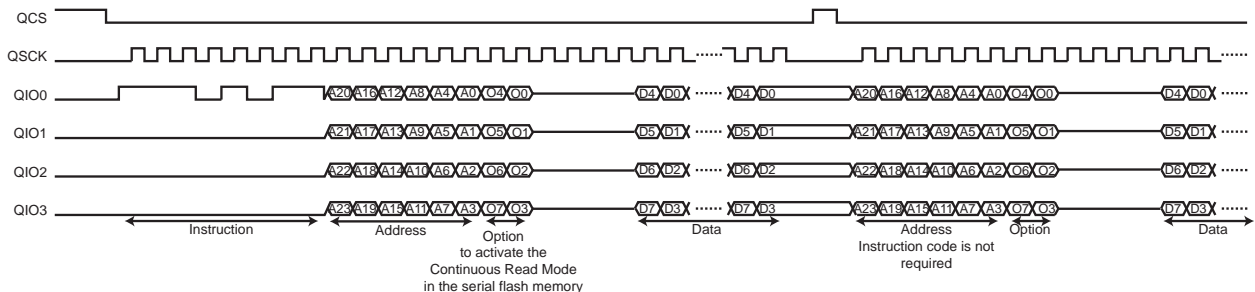 QCS
QSCK
QIO0 A20 A16 A12 A8 A4 A0 O4 O0 D4 D0 D4 D0 A20 A16 A12 A8 A4 A0 O4 O0 D4 D0
QIO1 A21 A17 A13 A9 A5 A1 O5 O1 D5 D1 D5 D1 A21 A17 A13 A9 A5 A1 O5 O1 D5 D1
QIO2 A22 A18 A14 A10 A6 A2 O6 O2 D6 D2 D6 D2 A22 A18 A14 A10 A6 A2 O6 O2 D6 D2
QIO3 A23 A19 A15 A11 A7 A3 O7 O3 D7 D3 D7 D3 A23 A19 A15 A11 A7 A3 O7 O3 D7 D3
Instruction
Address
Option
to activate the
Continuous Read Mode
in the serial flash memory
Data
Address
Instruction code is not
required
Option
Data